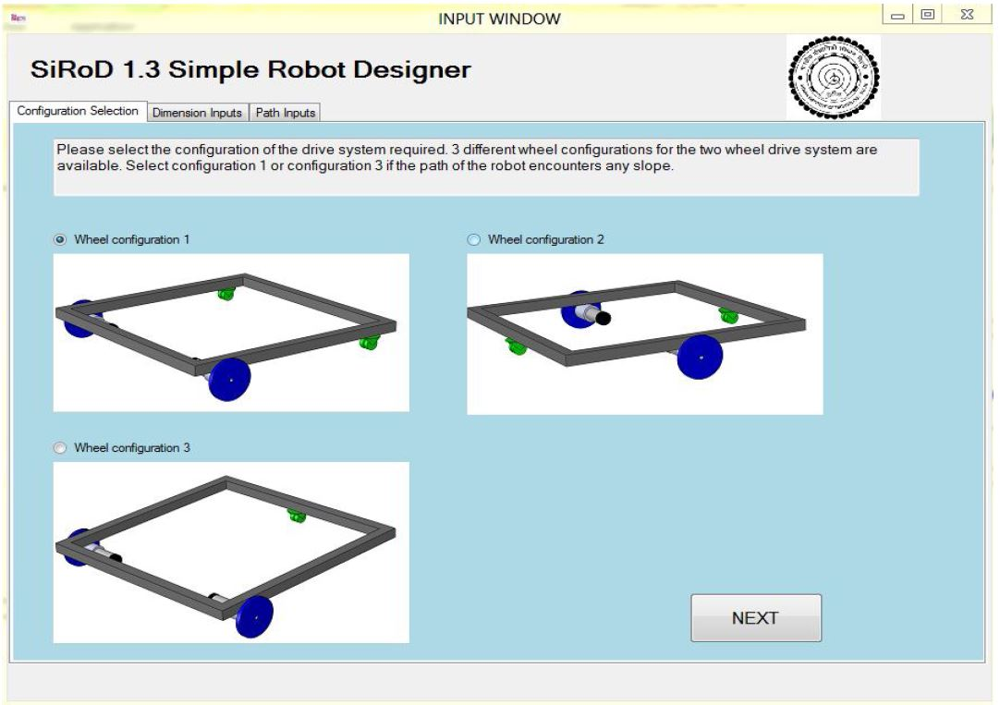 INPUT WINDOW
SiRoD 1.3 Simple Robot Designer
Configuration Selection
Dimension Inputs
Path Inputs
Please select the configuration of the drive system required. 3 different wheel configurations for the two wheel drive system are
available. Select configuration 1 or configuration 3 if the path of the robot encounters any slope.
Wheel configuration 1
Wheel configuration 2
Wheel configuration 3
NEXT